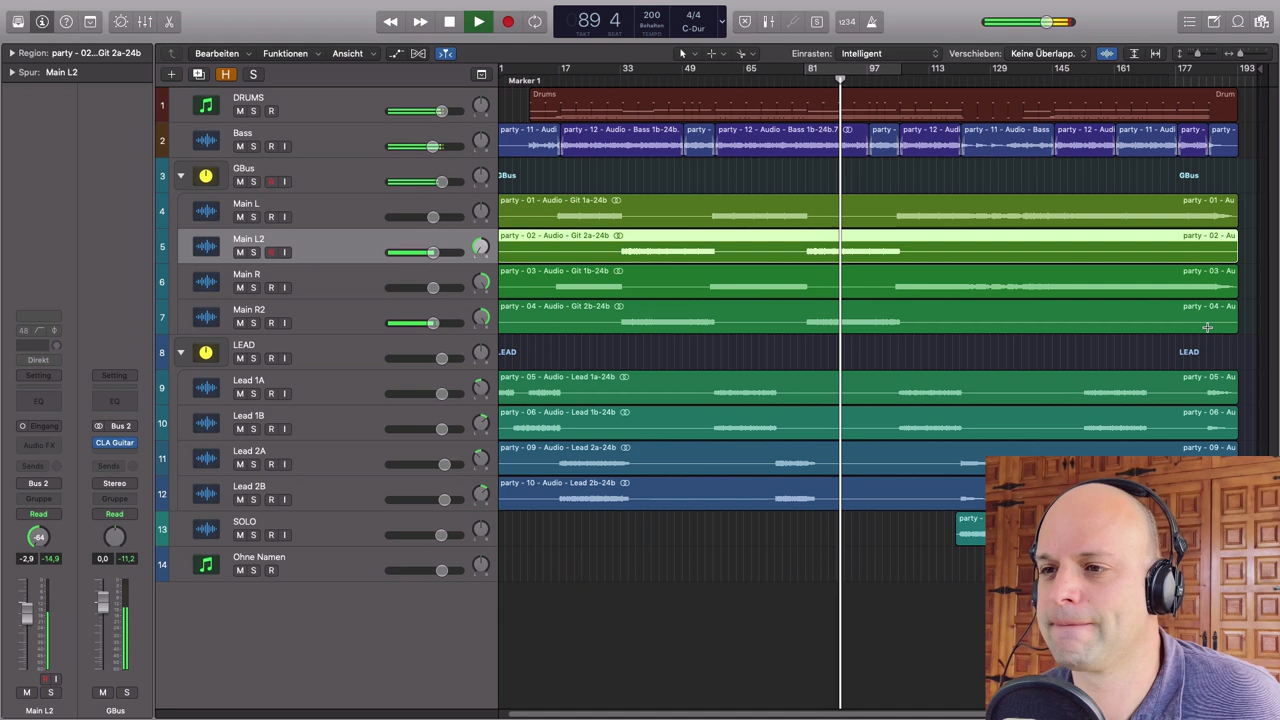 89 4
TAKT BEAT
200
Behalten
TEMPO
4/4
C-Dur
1234
S
Region: party - 02...Git 2a-24b
Spur: Main L2
Bearbeiten
Funktionen
Ansicht
Einrasten: Intelligent
Verschieben: Keine Überlapp.
H S
1 17 33 49 65 81 97 113 129 145 161 177 193
Marker 1
1 DRUMS
M S R
Drums
Drum
2 Bass
M S R I
party - 11 - Audi
party - 12 - Audio - Bass 1b-24b.
party -
party - 12 - Audio - Bass 1b-24b.7
party -
party - 12 - Audi
party - 11 - Audio - Bass
party - 12 - Audi
party - 11 - Audi
party -
party -
3 GBus
M S R I
GBus
GBus
4 Main L
M S R I
party - 01 - Audio - Git 1a-24b
party - 01 - Au
5 Main L2
M S R I
party - 02 - Audio - Git 2a-24b
party - 02 - Au
6 Main R
M S R I
party - 03 - Audio - Git 1b-24b
party - 03 - Au
7 Main R2
M S R I
party - 04 - Audio - Git 2b-24b
party - 04 - Au
8 LEAD
M S
LEAD
LEAD
9 Lead 1A
M S R I
party - 05 - Audio - Lead 1a-24b
party - 05 - Au
10 Lead 1B
M S R I
party - 06 - Audio - Lead 1b-24b
party - 06 - Au
11 Lead 2A
M S R I
party - 09 - Audio - Lead 2a-24b
party - 09 - Au
12 Lead 2B
M S R I
party - 10 - Audio - Lead 2b-24b
13 SOLO
M S R I
party -
14 Ohne Namen
M S R
48
Direkt
Setting Setting
EQ EQ
Eingang Bus 2
Audio FX CLA Guitar
Sends Sends
Bus 2 Stereo
Gruppe Gruppe
Read Read
-64
-2,9 -14,9 0,0 -11,2
R I
M S M S
Main L2 GBus